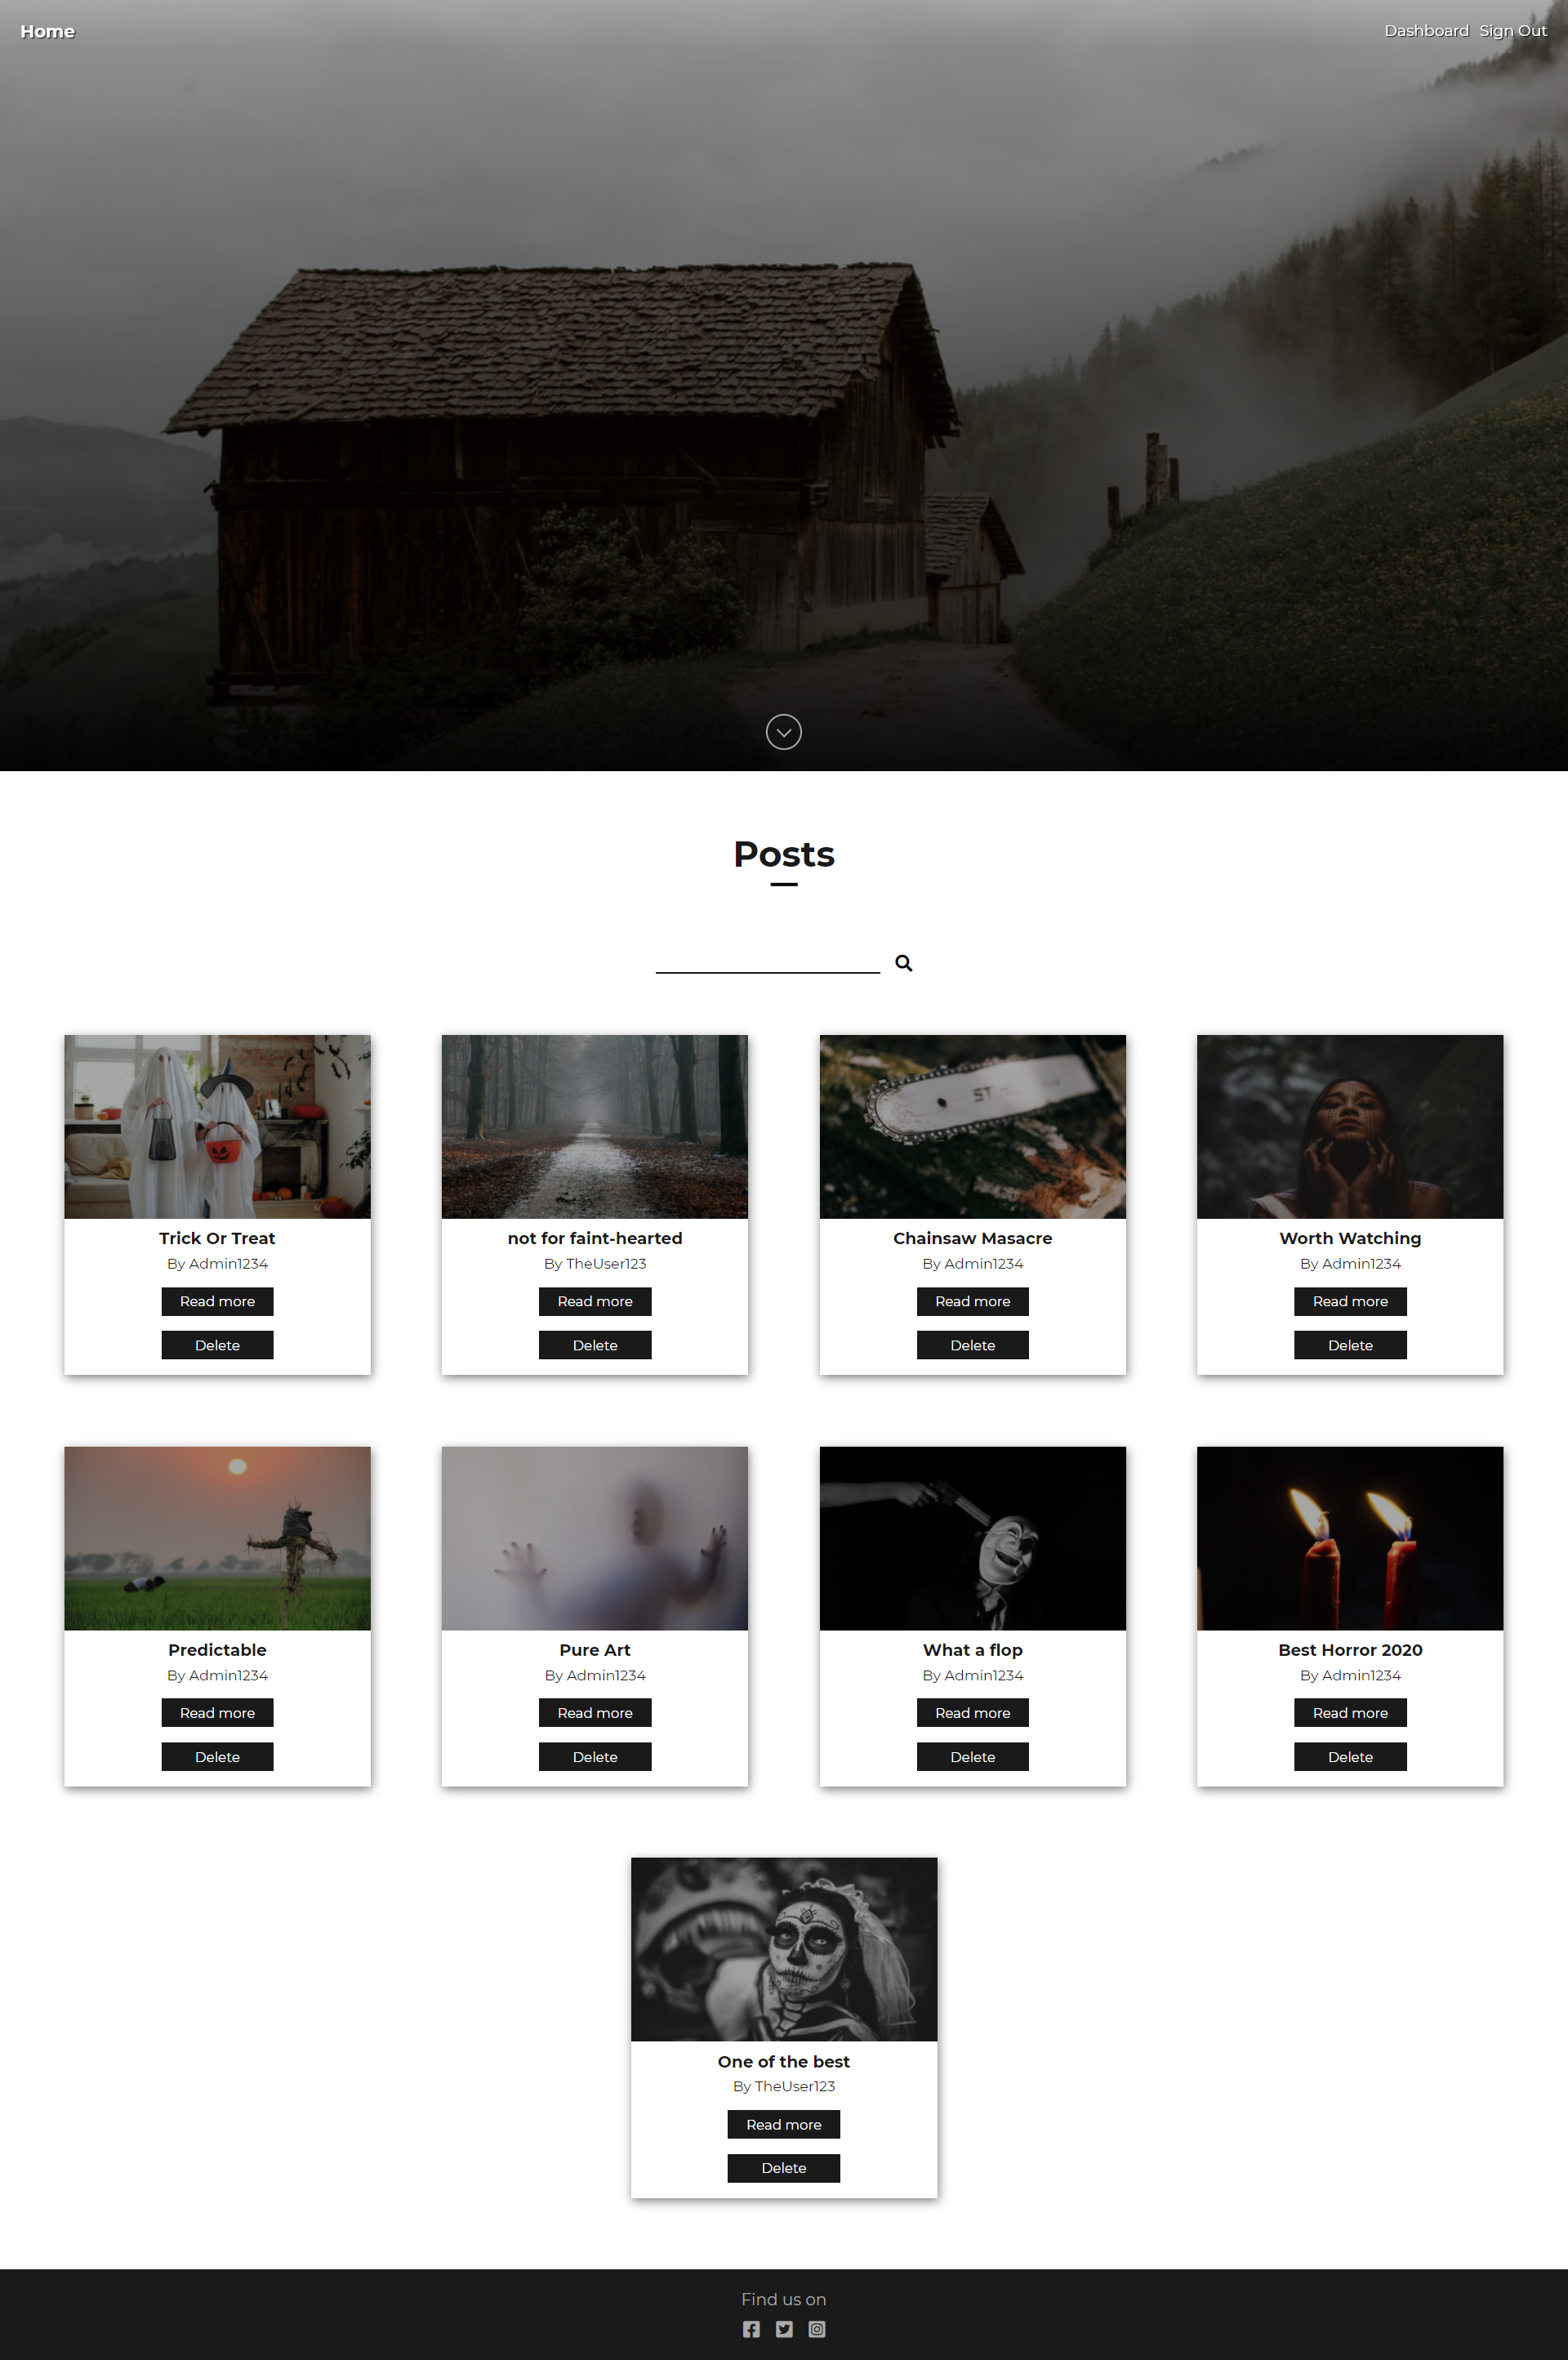 Home
Dashboard Sign Out
Posts
Trick Or Treat
By Admin1234
Read more
Delete
not for faint-hearted
By TheUser123
Read more
Delete
Chainsaw Masacre
By Admin1234
Read more
Delete
Worth Watching
By Admin1234
Read more
Delete
Predictable
By Admin1234
Read more
Delete
Pure Art
By Admin1234
Read more
Delete
What a flop
By Admin1234
Read more
Delete
Best Horror 2020
By Admin1234
Read more
Delete
One of the best
By TheUser123
Read more
Delete
Find us on